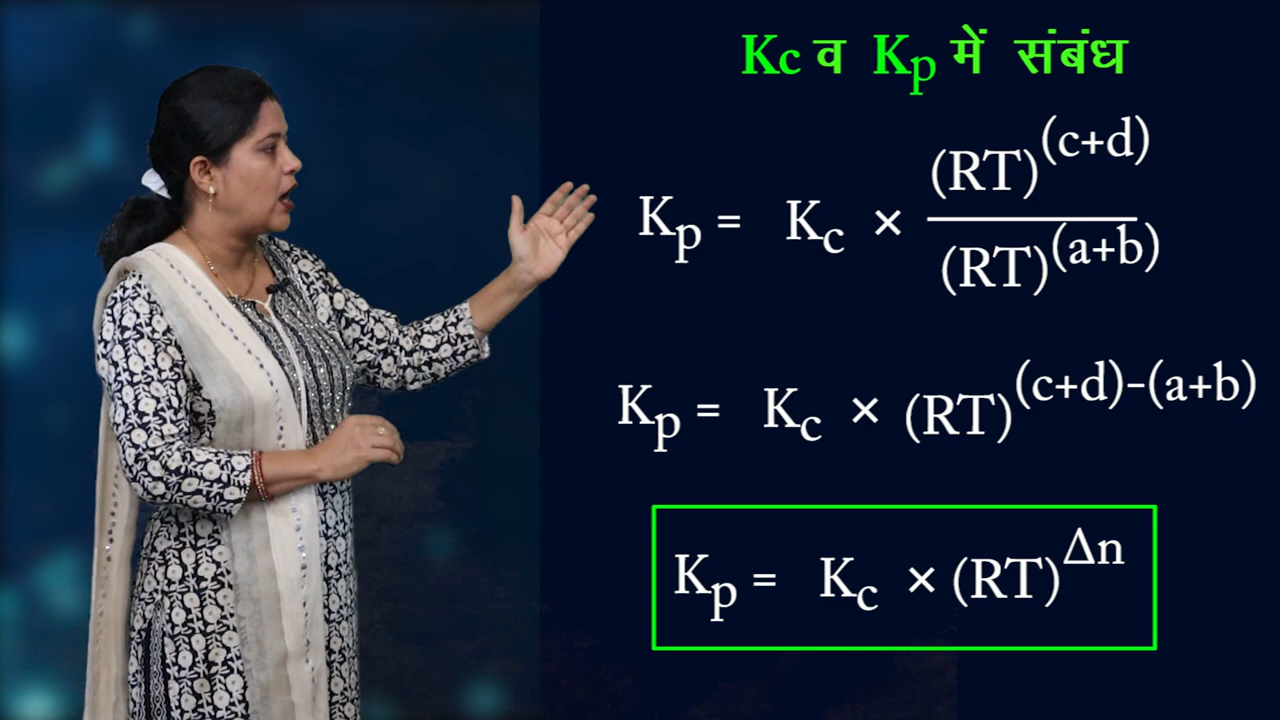 Kc व Kp में संबंध
Kp = Kc × (RT)^(c+d) / (RT)^(a+b)
Kp = Kc × (RT)^(c+d)-(a+b)
Kp = Kc × (RT)^Δn